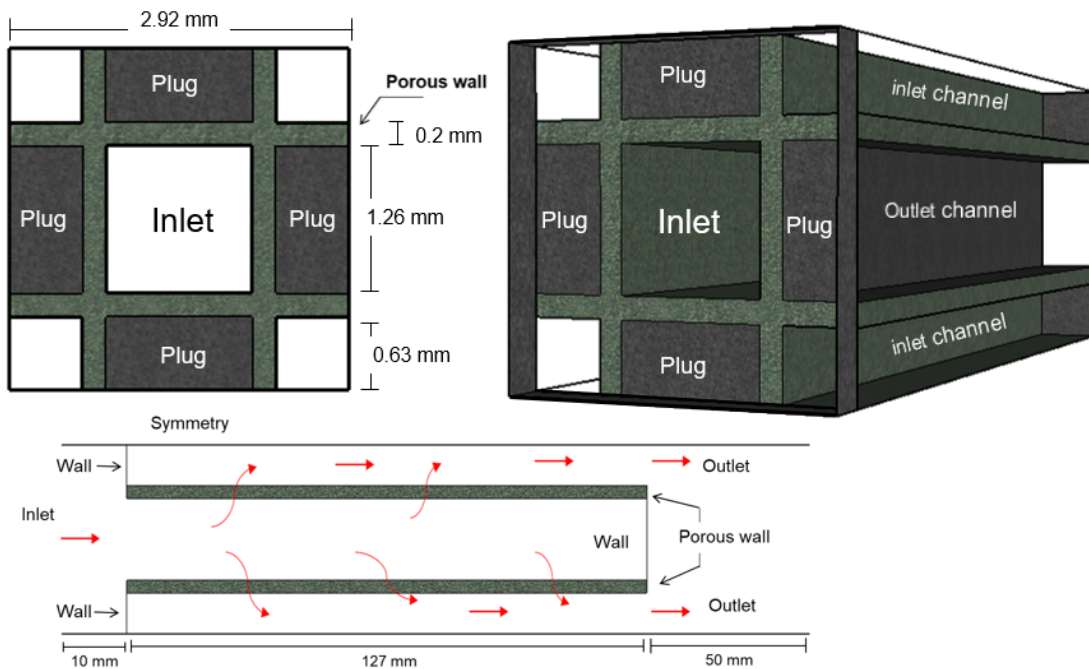 2.92 mm
Plug
Porous wall
0.2 mm
Plug
Inlet
Plug
1.26 mm
Plug
0.63 mm
Plug
inlet channel
Plug
Inlet
Plug
Outlet channel
Plug
inlet channel
Symmetry
Wall
Outlet
Inlet
Wall
Porous wall
Wall
Outlet
10 mm
127 mm
50 mm